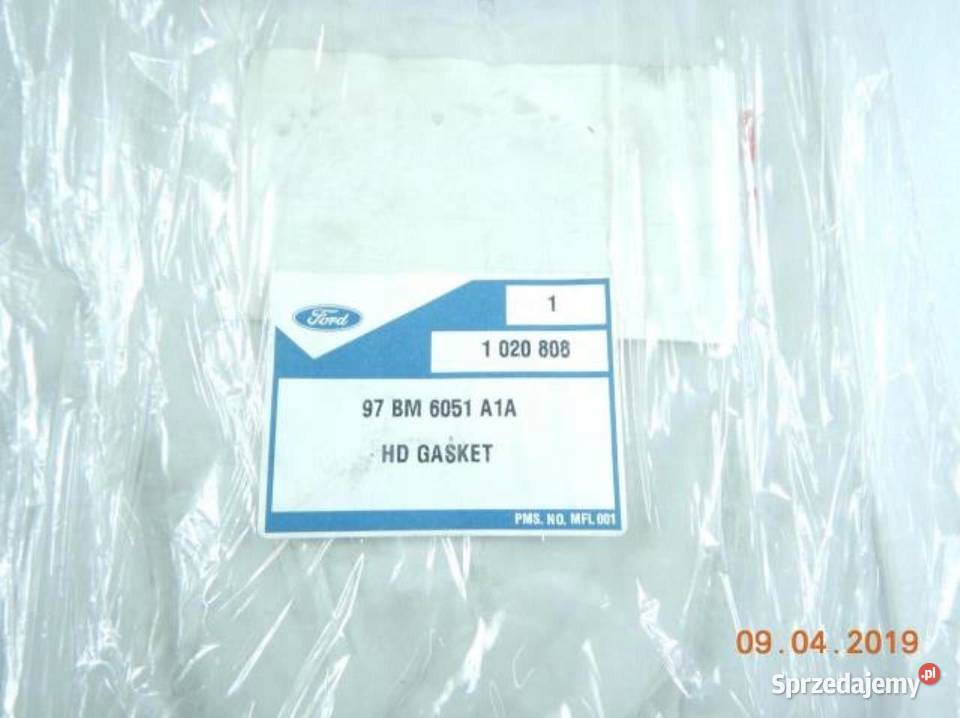 Ford
1
1 020 808
97 BM 6051 A1A
HD GASKET
PMS. NO. MFL 001
09.04.2019
Sprzedajemy.pl